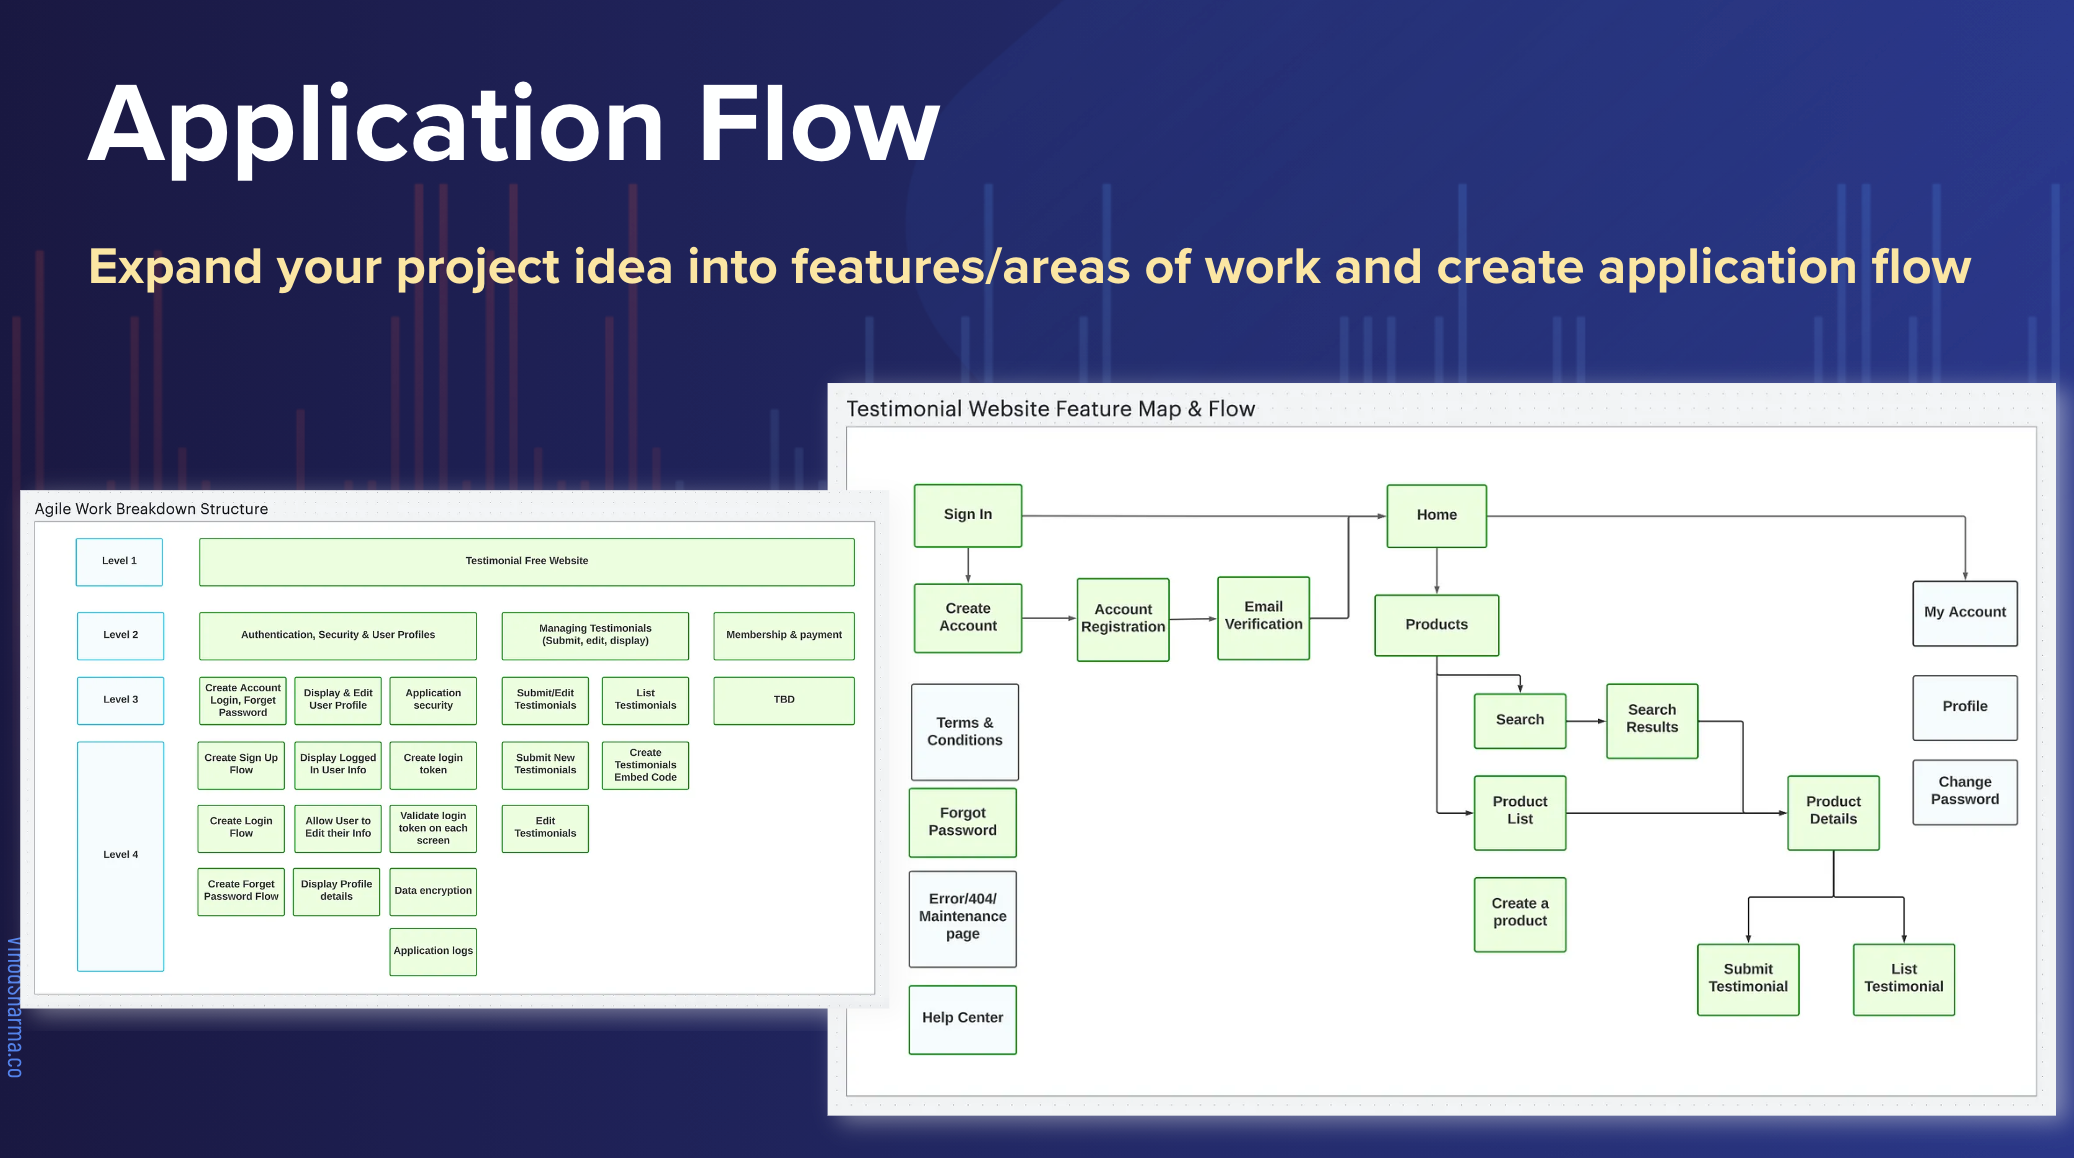 Application Flow
Expand your project idea into features/areas of work and create application flow
Agile Work Breakdown Structure
Level 1
Testimonial Free Website
Level 2
Authentication, Security & User Profiles
Managing Testimonials
(Submit, edit, display)
Membership & payment
Level 3
Create Account
Login, Forget
Password
Display & Edit
User Profile
Application
security
Submit/Edit
Testimonials
List
Testimonials
TBD
Level 4
Create Sign Up
Flow
Display Logged
In User Info
Create login
token
Submit New
Testimonials
Create
Testimonials
Embed Code
Create Login
Flow
Allow User to
Edit their Info
Validate login
token on each
screen
Edit
Testimonials
Create Forget
Password Flow
Display Profile
details
Data encryption
Application logs
Testimonial Website Feature Map & Flow
Sign In
Home
Create
Account
Account
Registration
Email
Verification
Products
My Account
Terms &
Conditions
Search
Search
Results
Profile
Forgot
Password
Product
List
Product
Details
Change
Password
Error/404/
Maintenance
page
Create a
product
Submit
Testimonial
List
Testimonial
Help Center
vinodsharma.co